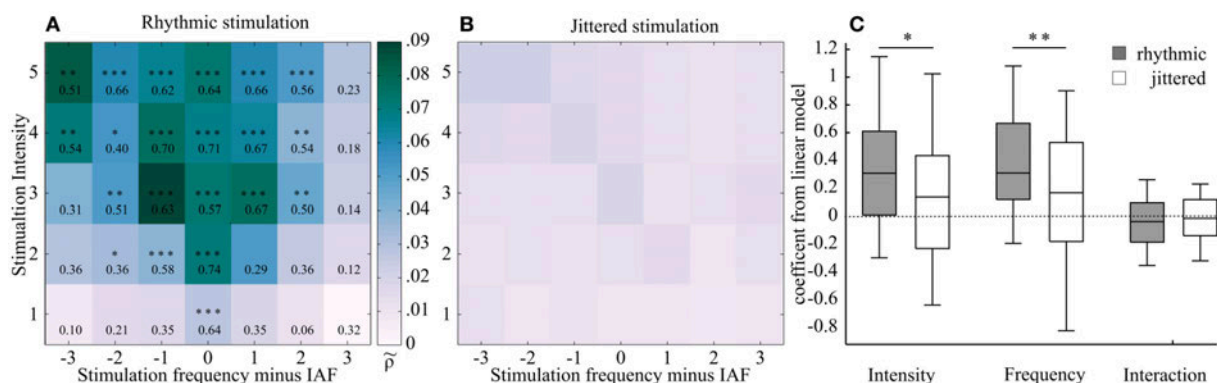 A Rhythmic stimulation
Stimualtion Intensity
5
** *** *** *** *** ***
0.51 0.66 0.62 0.64 0.66 0.56 0.23
4
** * *** *** *** **
0.54 0.40 0.70 0.71 0.67 0.54 0.18
3
** *** *** *** **
0.31 0.51 0.63 0.57 0.67 0.50 0.14
2
* *** ***
0.36 0.36 0.58 0.74 0.29 0.36 0.12
1
***
0.10 0.21 0.35 0.64 0.35 0.06 0.32
-3 -2 -1 0 1 2 3
Stimulation frequency minus IAF
.09
.08
.07
.06
.05
.04
.03
.02
.01
0
ρ̃
B Jittered stimulation
5
4
3
2
1
-3 -2 -1 0 1 2 3
Stimulation frequency minus IAF
C
coefficient from linear model
1.2
1
0.8
0.6
0.4
0.2
0
-0.2
-0.4
-0.6
-0.8
* **
rhythmic
jittered
Intensity Frequency Interaction